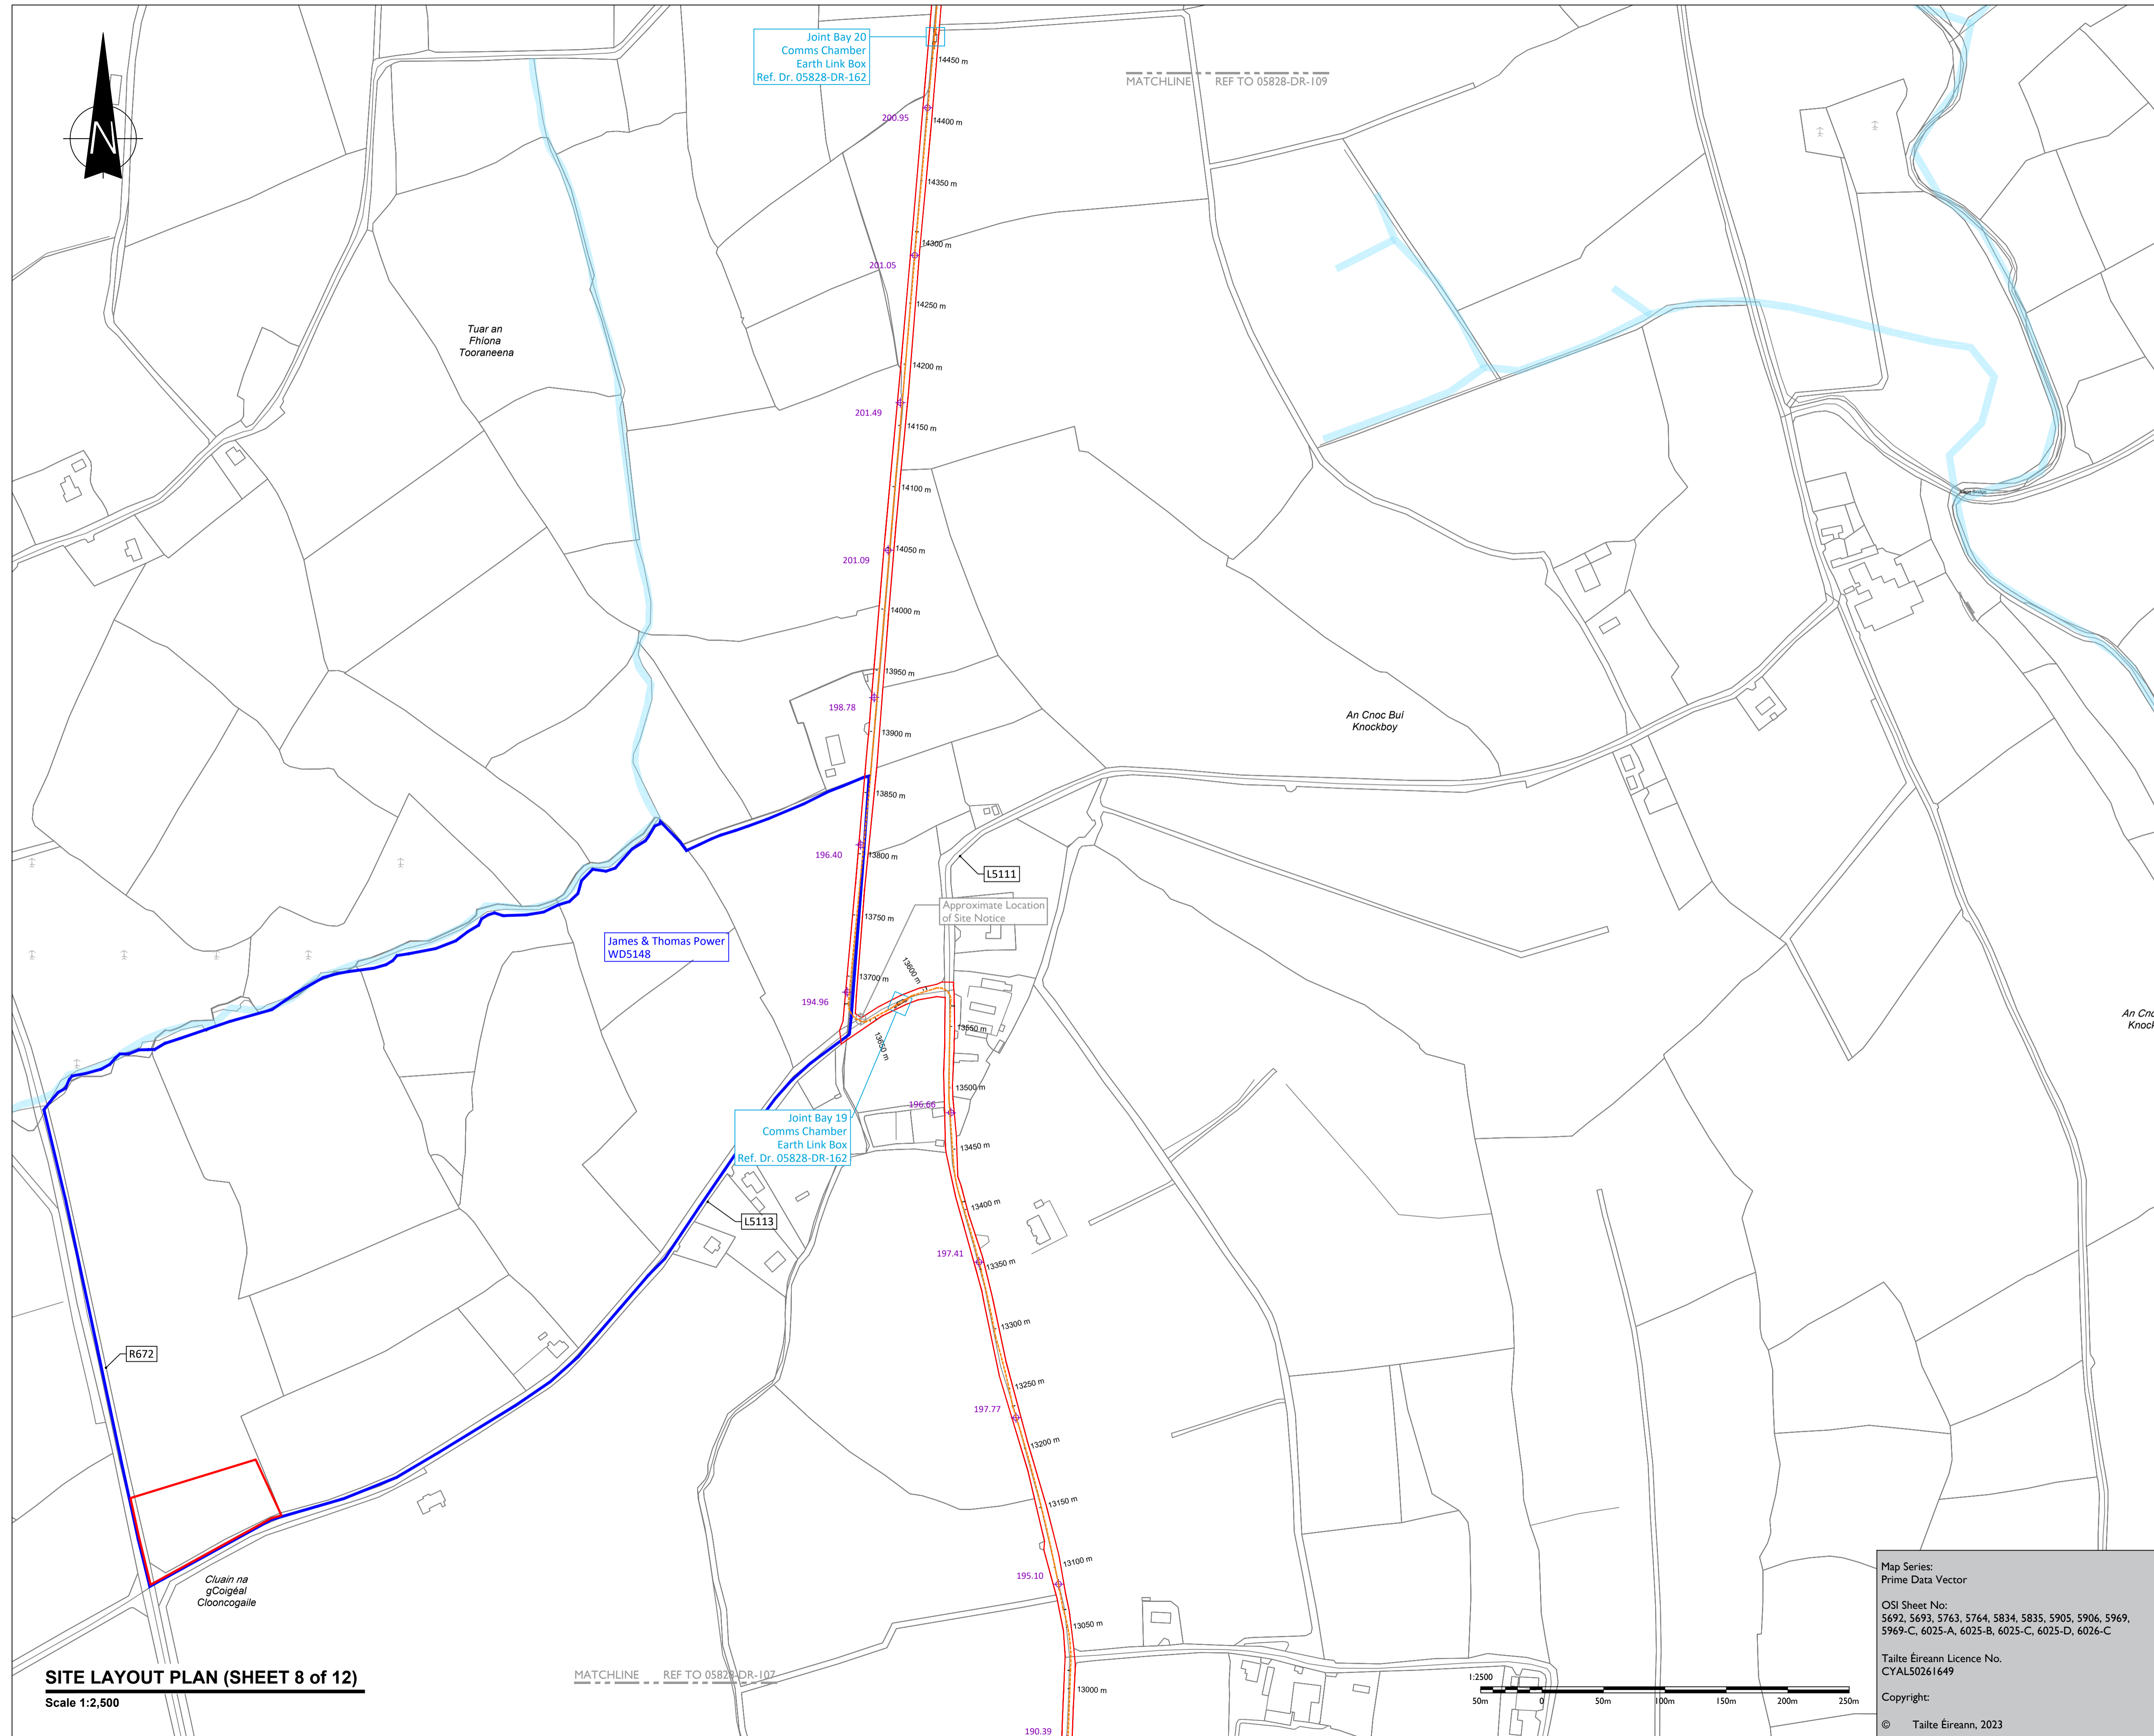 Joint Bay 20
Comms Chamber
Earth Link Box
Ref. Dr. 05828-DR-162
MATCHLINE REF TO 05828-DR-109
N
14450 m
200.95
14400 m
14350 m
14300 m
201.05
14250 m
Tuar an
Fhiona
Tooraneena
14200 m
201.49
14150 m
14100 m
14050 m
201.09
14000 m
13950 m
198.78
An Cnoc Bui
Knockboy
13900 m
13850 m
196.40
13800 m
L5111
Approximate Location
of Site Notice
13750 m
James & Thomas Power
WD5148
13700 m
13600 m
194.96
13650 m
13550 m
An Cno
Knock
13500 m
196.66
Joint Bay 19
Comms Chamber
Earth Link Box
Ref. Dr. 05828-DR-162
13450 m
13400 m
L5113
197.41
13350 m
13300 m
R672
13250 m
197.77
13200 m
13150 m
13100 m
195.10
Cluain na
gCoigéal
Clooncogaile
13050 m
13000 m
190.39
SITE LAYOUT PLAN (SHEET 8 of 12)
Scale 1:2,500
MATCHLINE REF TO 05828-DR-107
1:2500
50m 0 50m 100m 150m 200m 250m
Map Series:
Prime Data Vector
OSI Sheet No:
5692, 5693, 5763, 5764, 5834, 5835, 5905, 5906, 5969,
5969-C, 6025-A, 6025-B, 6025-C, 6025-D, 6026-C
Tailte Éireann Licence No.
CYAL50261649
Copyright:
© Tailte Éireann, 2023